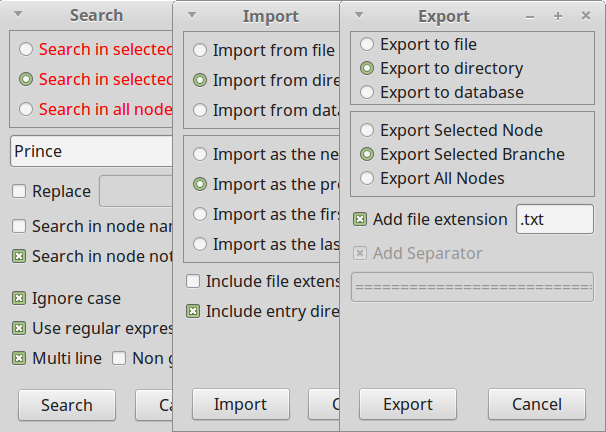 Search
Search in selected
Search in selected
Search in all node
Prince
Replace
Search in node nar
Search in node not
Ignore case
Use regular expres
Multi line Non g
Search Ca
Import
Import from file
Import from dire
Import from data
Import as the ne
Import as the pre
Import as the firs
Import as the las
Include file extens
Include entry dire
Import C
Export
Export to file
Export to directory
Export to database
Export Selected Node
Export Selected Branche
Export All Nodes
Add file extension .txt
Add Separator
==========================
Export Cancel